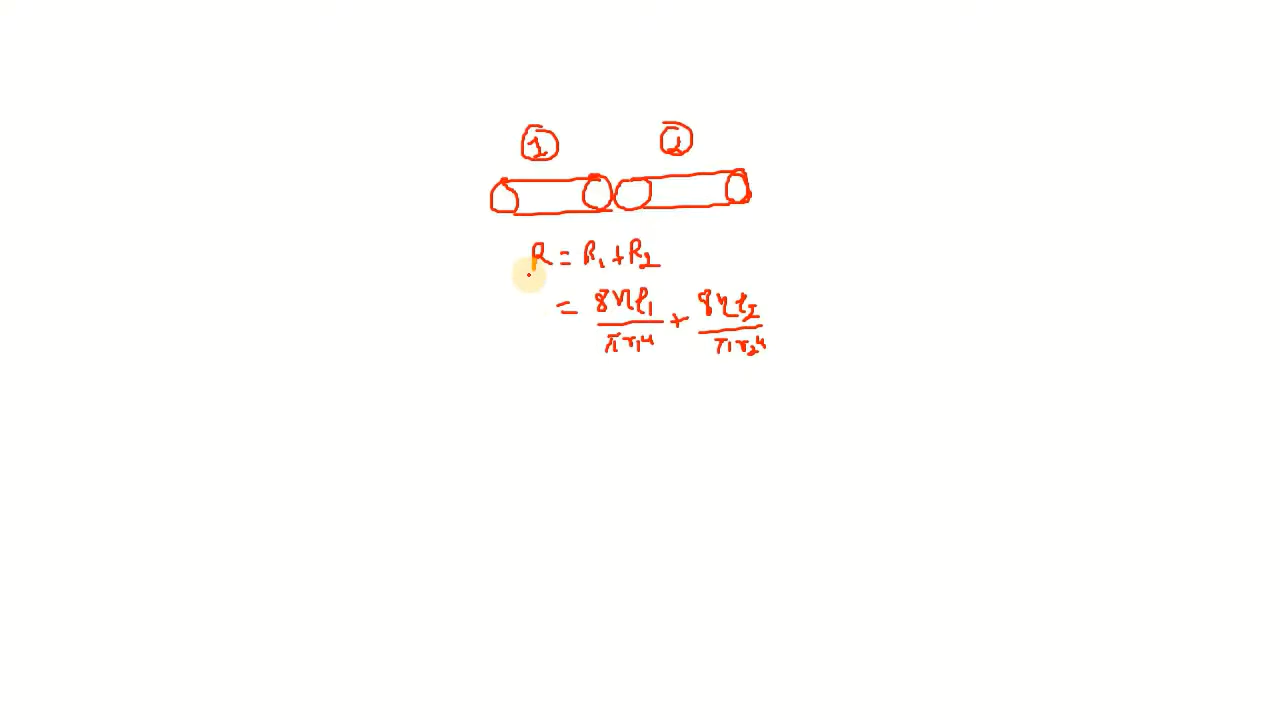 1 2
R = R₁ + R₂
= 8ηl₁/πr₁⁴ + 8ηl₂/πr₂⁴